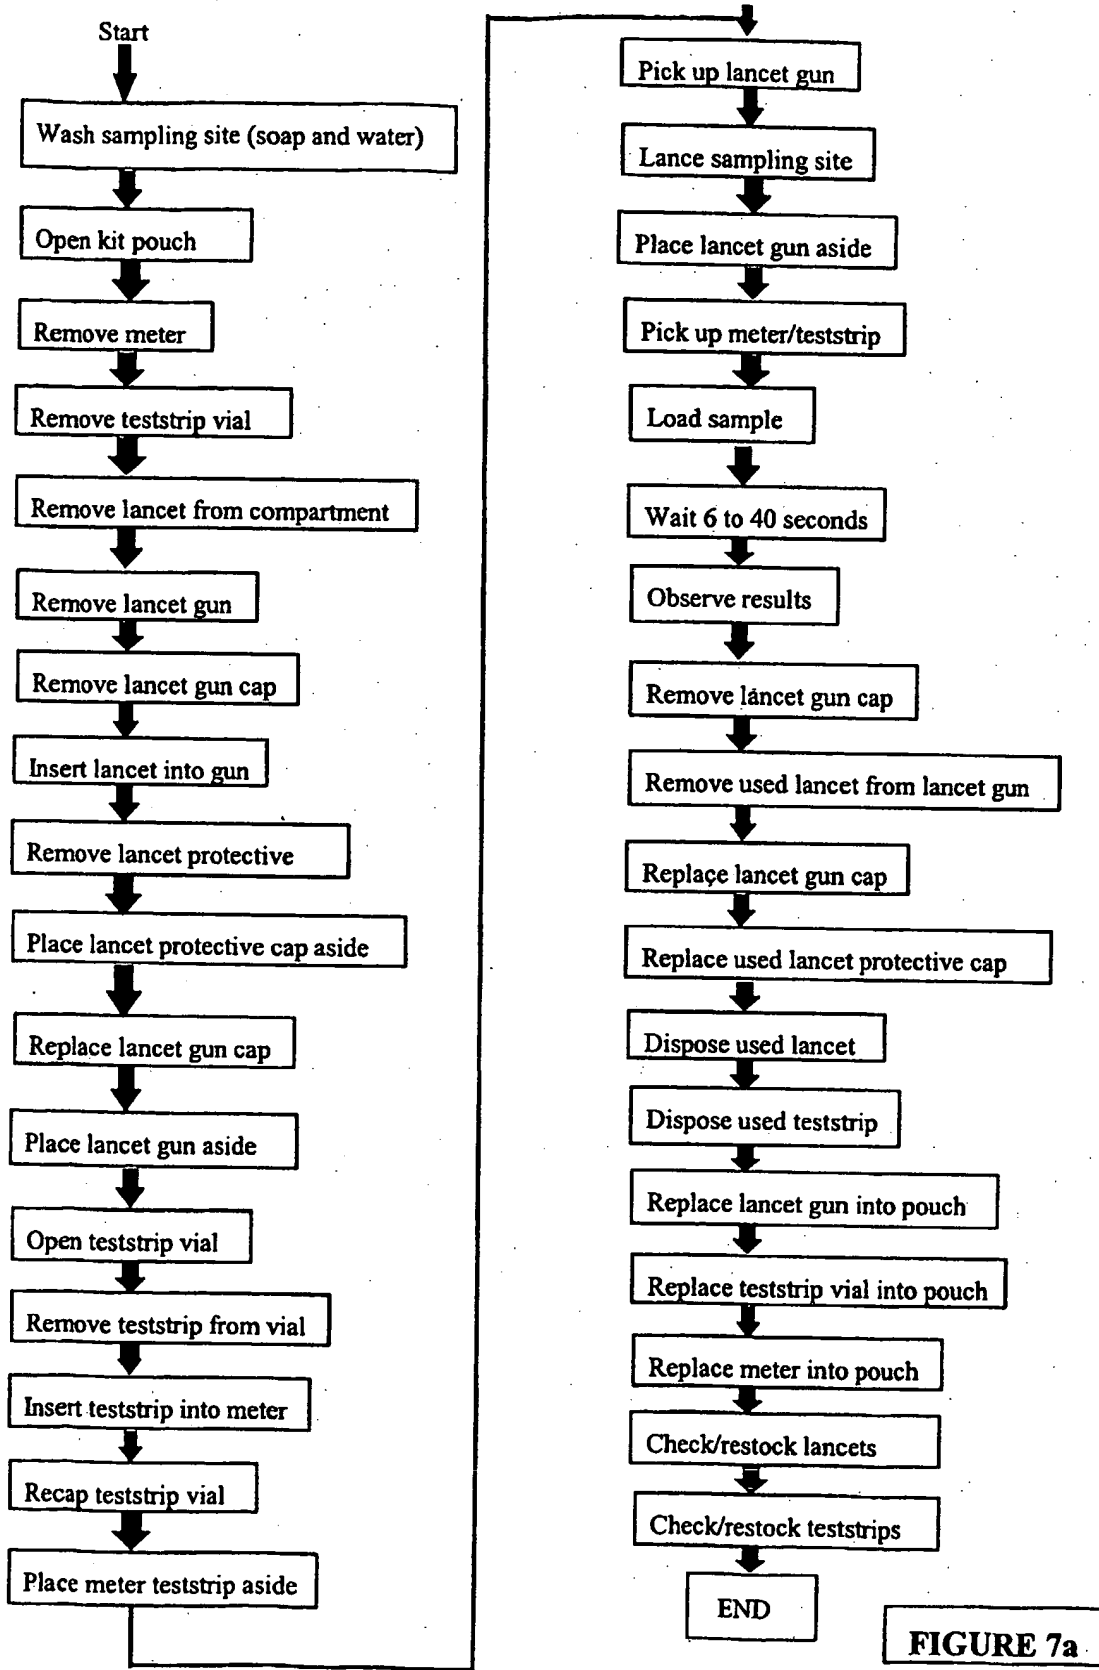 Start
Wash sampling site (soap and water)
Open kit pouch
Remove meter
Remove teststrip vial
Remove lancet from compartment
Remove lancet gun
Remove lancet gun cap
Insert lancet into gun
Remove lancet protective
Place lancet protective cap aside
Replace lancet gun cap
Place lancet gun aside
Open teststrip vial
Remove teststrip from vial
Insert teststrip into meter
Recap teststrip vial
Place meter teststrip aside
Pick up lancet gun
Lance sampling site
Place lancet gun aside
Pick up meter/teststrip
Load sample
Wait 6 to 40 seconds
Observe results
Remove lancet gun cap
Remove used lancet from lancet gun
Replace lancet gun cap
Replace used lancet protective cap
Dispose used lancet
Dispose used teststrip
Replace lancet gun into pouch
Replace teststrip vial into pouch
Replace meter into pouch
Check/restock lancets
Check/restock teststrips
END
FIGURE 7a